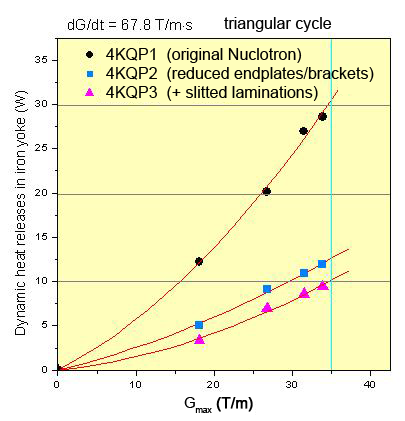 dG/dt = 67.8 T/m·s triangular cycle
4KQP1 (original Nuclotron)
4KQP2 (reduced endplates/brackets)
4KQP3 (+ slitted laminations)
Dynamic heat releases in iron yoke (W)
35
30
25
20
15
10
5
0
0 10 20 30 40
Gmax (T/m)